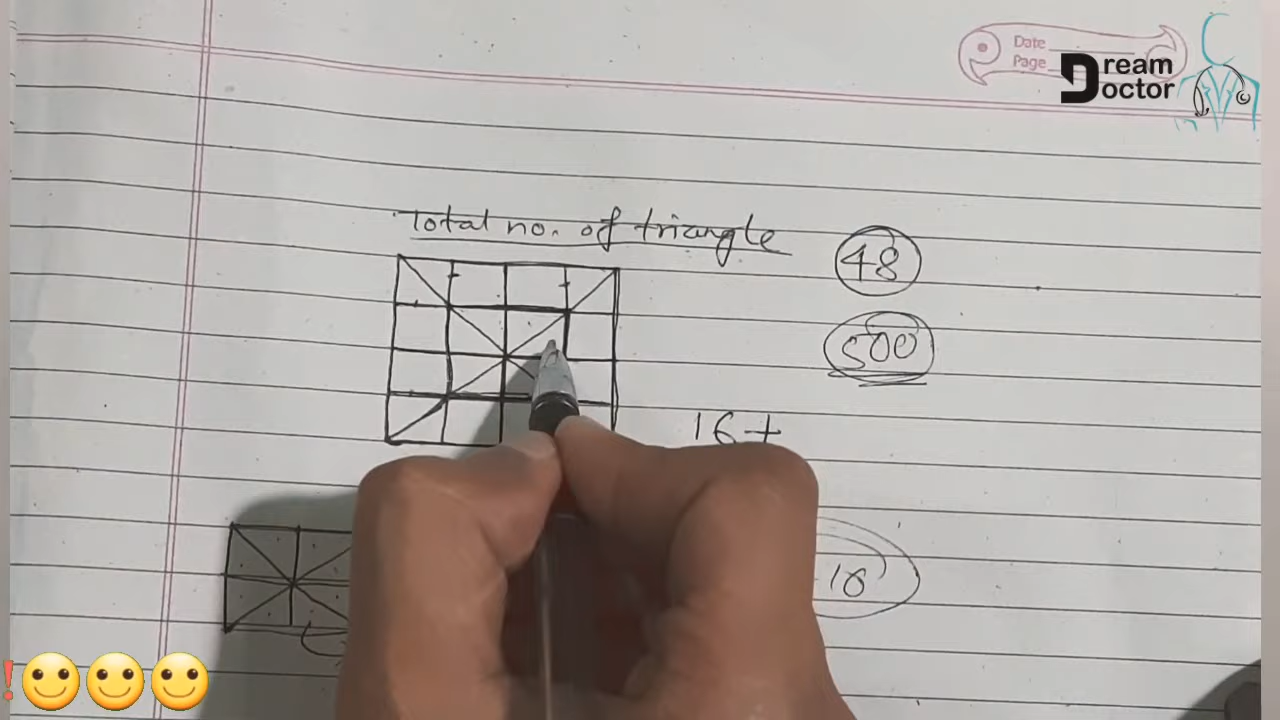 Date
Page
Dream
Doctor
Total no. of triangle
48
500
16+
16